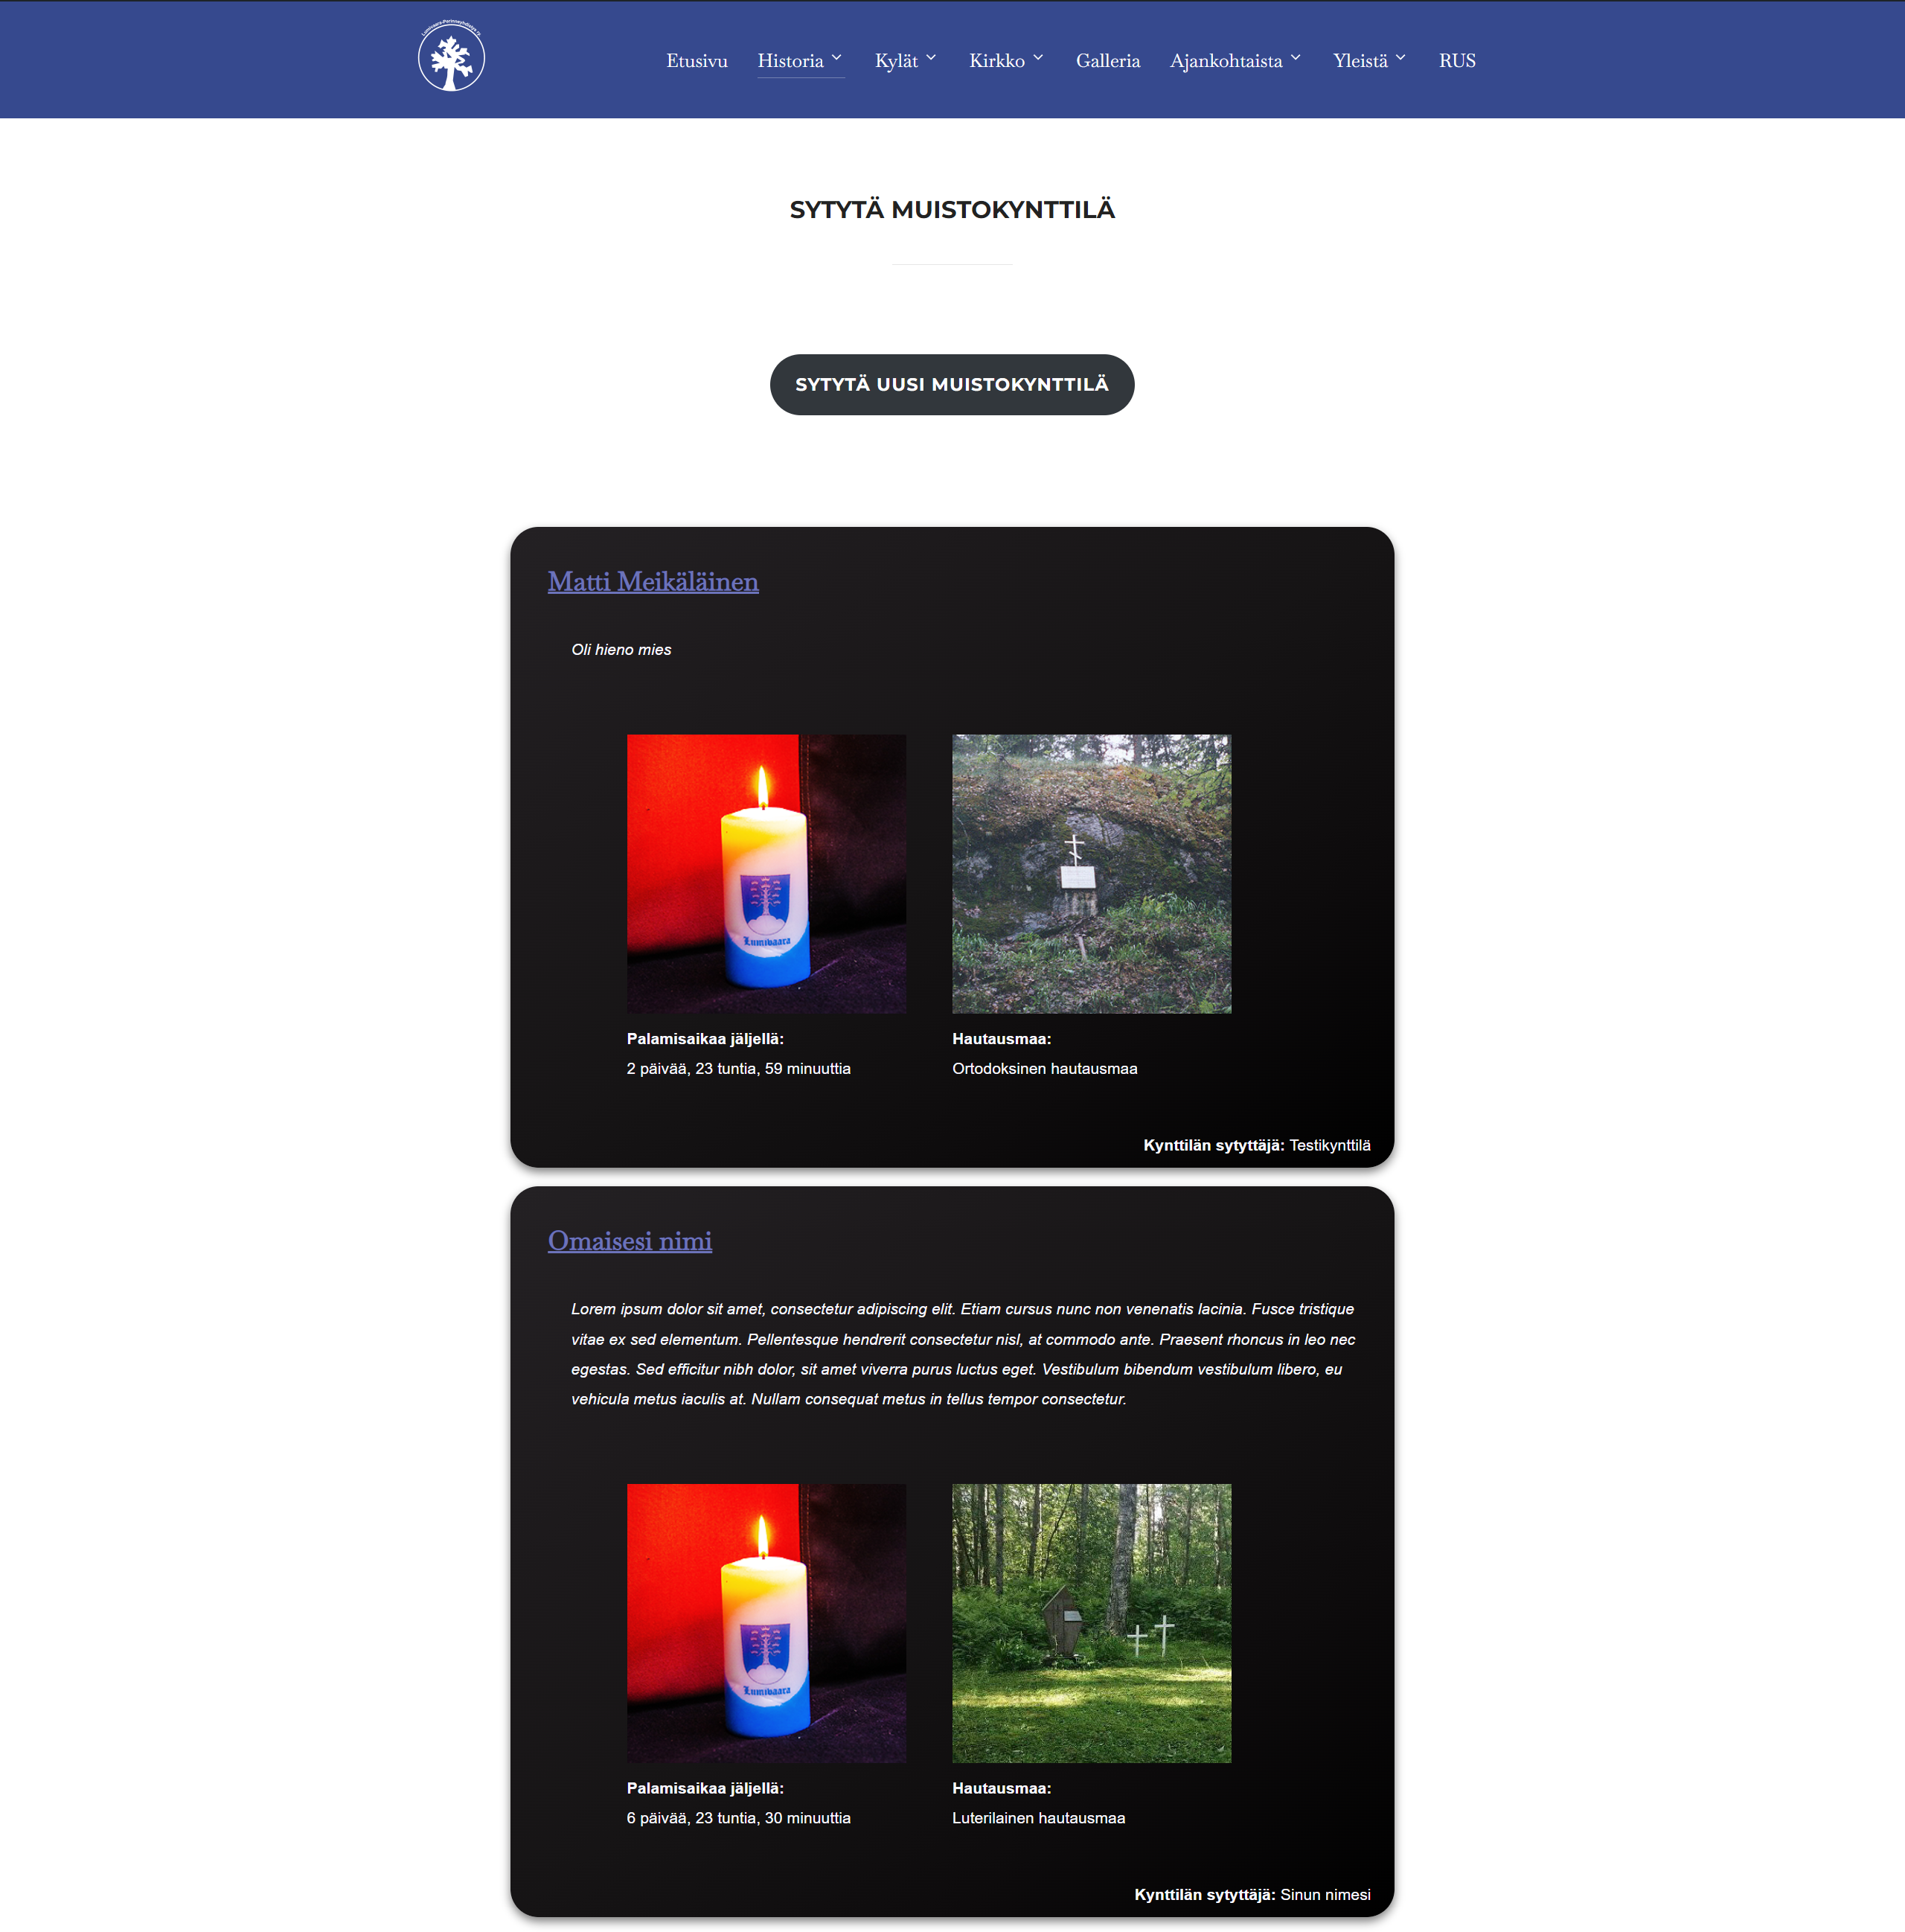 Lumivaara-Perinneyhdistys ry
Etusivu Historia Kylät Kirkko Galleria Ajankohtaista Yleistä RUS
SYTYTÄ MUISTOKYNTTILÄ
SYTYTÄ UUSI MUISTOKYNTTILÄ
Matti Meikäläinen
Oli hieno mies
Lumivaara
Palamisaikaa jäljellä:
2 päivää, 23 tuntia, 59 minuuttia
Hautausmaa:
Ortodoksinen hautausmaa
Kynttilän sytyttäjä: Testikynttilä
Omaisesi nimi
Lorem ipsum dolor sit amet, consectetur adipiscing elit. Etiam cursus nunc non venenatis lacinia. Fusce tristique
vitae ex sed elementum. Pellentesque hendrerit consectetur nisl, at commodo ante. Praesent rhoncus in leo nec
egestas. Sed efficitur nibh dolor, sit amet viverra purus luctus eget. Vestibulum bibendum vestibulum libero, eu
vehicula metus iaculis at. Nullam consequat metus in tellus tempor consectetur.
Lumivaara
Palamisaikaa jäljellä:
6 päivää, 23 tuntia, 30 minuuttia
Hautausmaa:
Luterilainen hautausmaa
Kynttilän sytyttäjä: Sinun nimesi